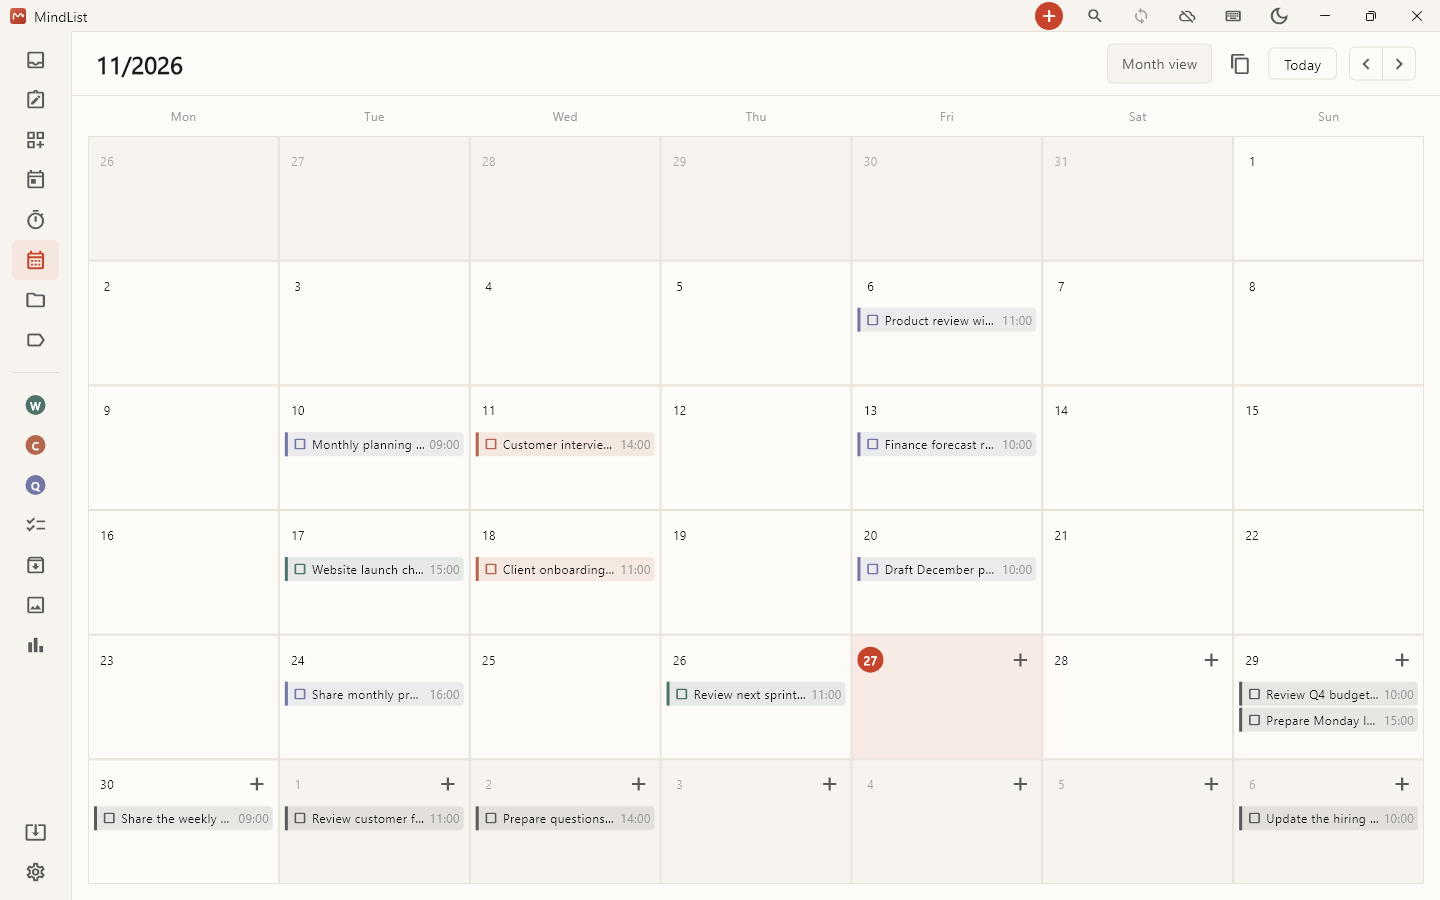 MindList
11/2026
Month view
Today
Mon Tue Wed Thu Fri Sat Sun
26 27 28 29 30 31 1
2 3 4 5 6 7 8
Product review wi... 11:00
9 10 11 12 13 14 15
Monthly planning ... 09:00
Customer intervie... 14:00
Finance forecast r... 10:00
16 17 18 19 20 21 22
Website launch ch... 15:00
Client onboarding... 11:00
Draft December p... 10:00
23 24 25 26 27 28 29
Share monthly pr... 16:00
Review next sprint... 11:00
Review Q4 budget... 10:00
Prepare Monday l... 15:00
30 1 2 3 4 5 6
Share the weekly ... 09:00
Review customer f... 11:00
Prepare questions... 14:00
Update the hiring ... 10:00
W
C
Q